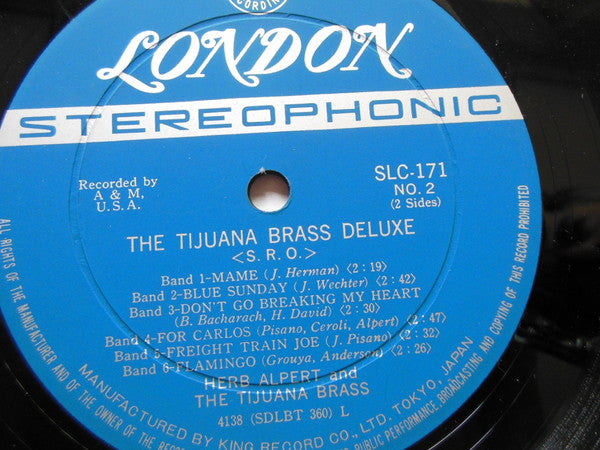 CORDIN
LONDON
STEREOPHONIC
Recorded by
A & M,
U.S.A.
SLC-171
NO. 2
(2 Sides)
THE TIJUANA BRASS DELUXE
<S. R. O.>
Band 1-MAME (J. Herman) (2 : 19)
Band 2-BLUE SUNDAY (J. Wechter) (2 : 42)
Band 3-DON'T GO BREAKING MY HEART
(B. Bacharach, H. David) (2 : 30)
Band 4-FOR CARLOS (Pisano, Ceroli, Alpert) (2 : 47)
Band 5-FREIGHT TRAIN JOE (J. Pisano) (2 : 32)
Band 6-FLAMINGO (Grouya, Anderson) (2 : 26)
HERB ALPERT and
THE TIJUANA BRASS
4138 (SDLBT 360) L
MANUFACTURED BY KING RECORD CO., LTD. TOKYO, JAPAN
ALL RIGHTS OF THE MANUFACTURER AND OF THE OWNER OF THE RECORD PUBLIC PERFORMANCE, BROADCASTING AND COPYING OF THIS RECORD PROHIBITED